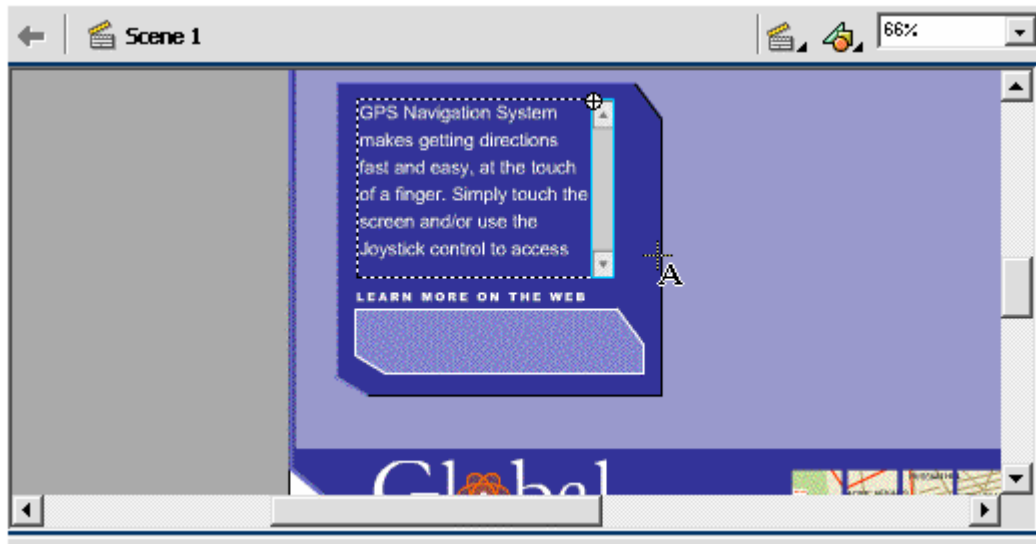 Scene 1
66%
GPS Navigation System
makes getting directions
fast and easy, at the touch
of a finger. Simply touch the
screen and/or use the
Joystick control to access
A
LEARN MORE ON THE WEB
Global